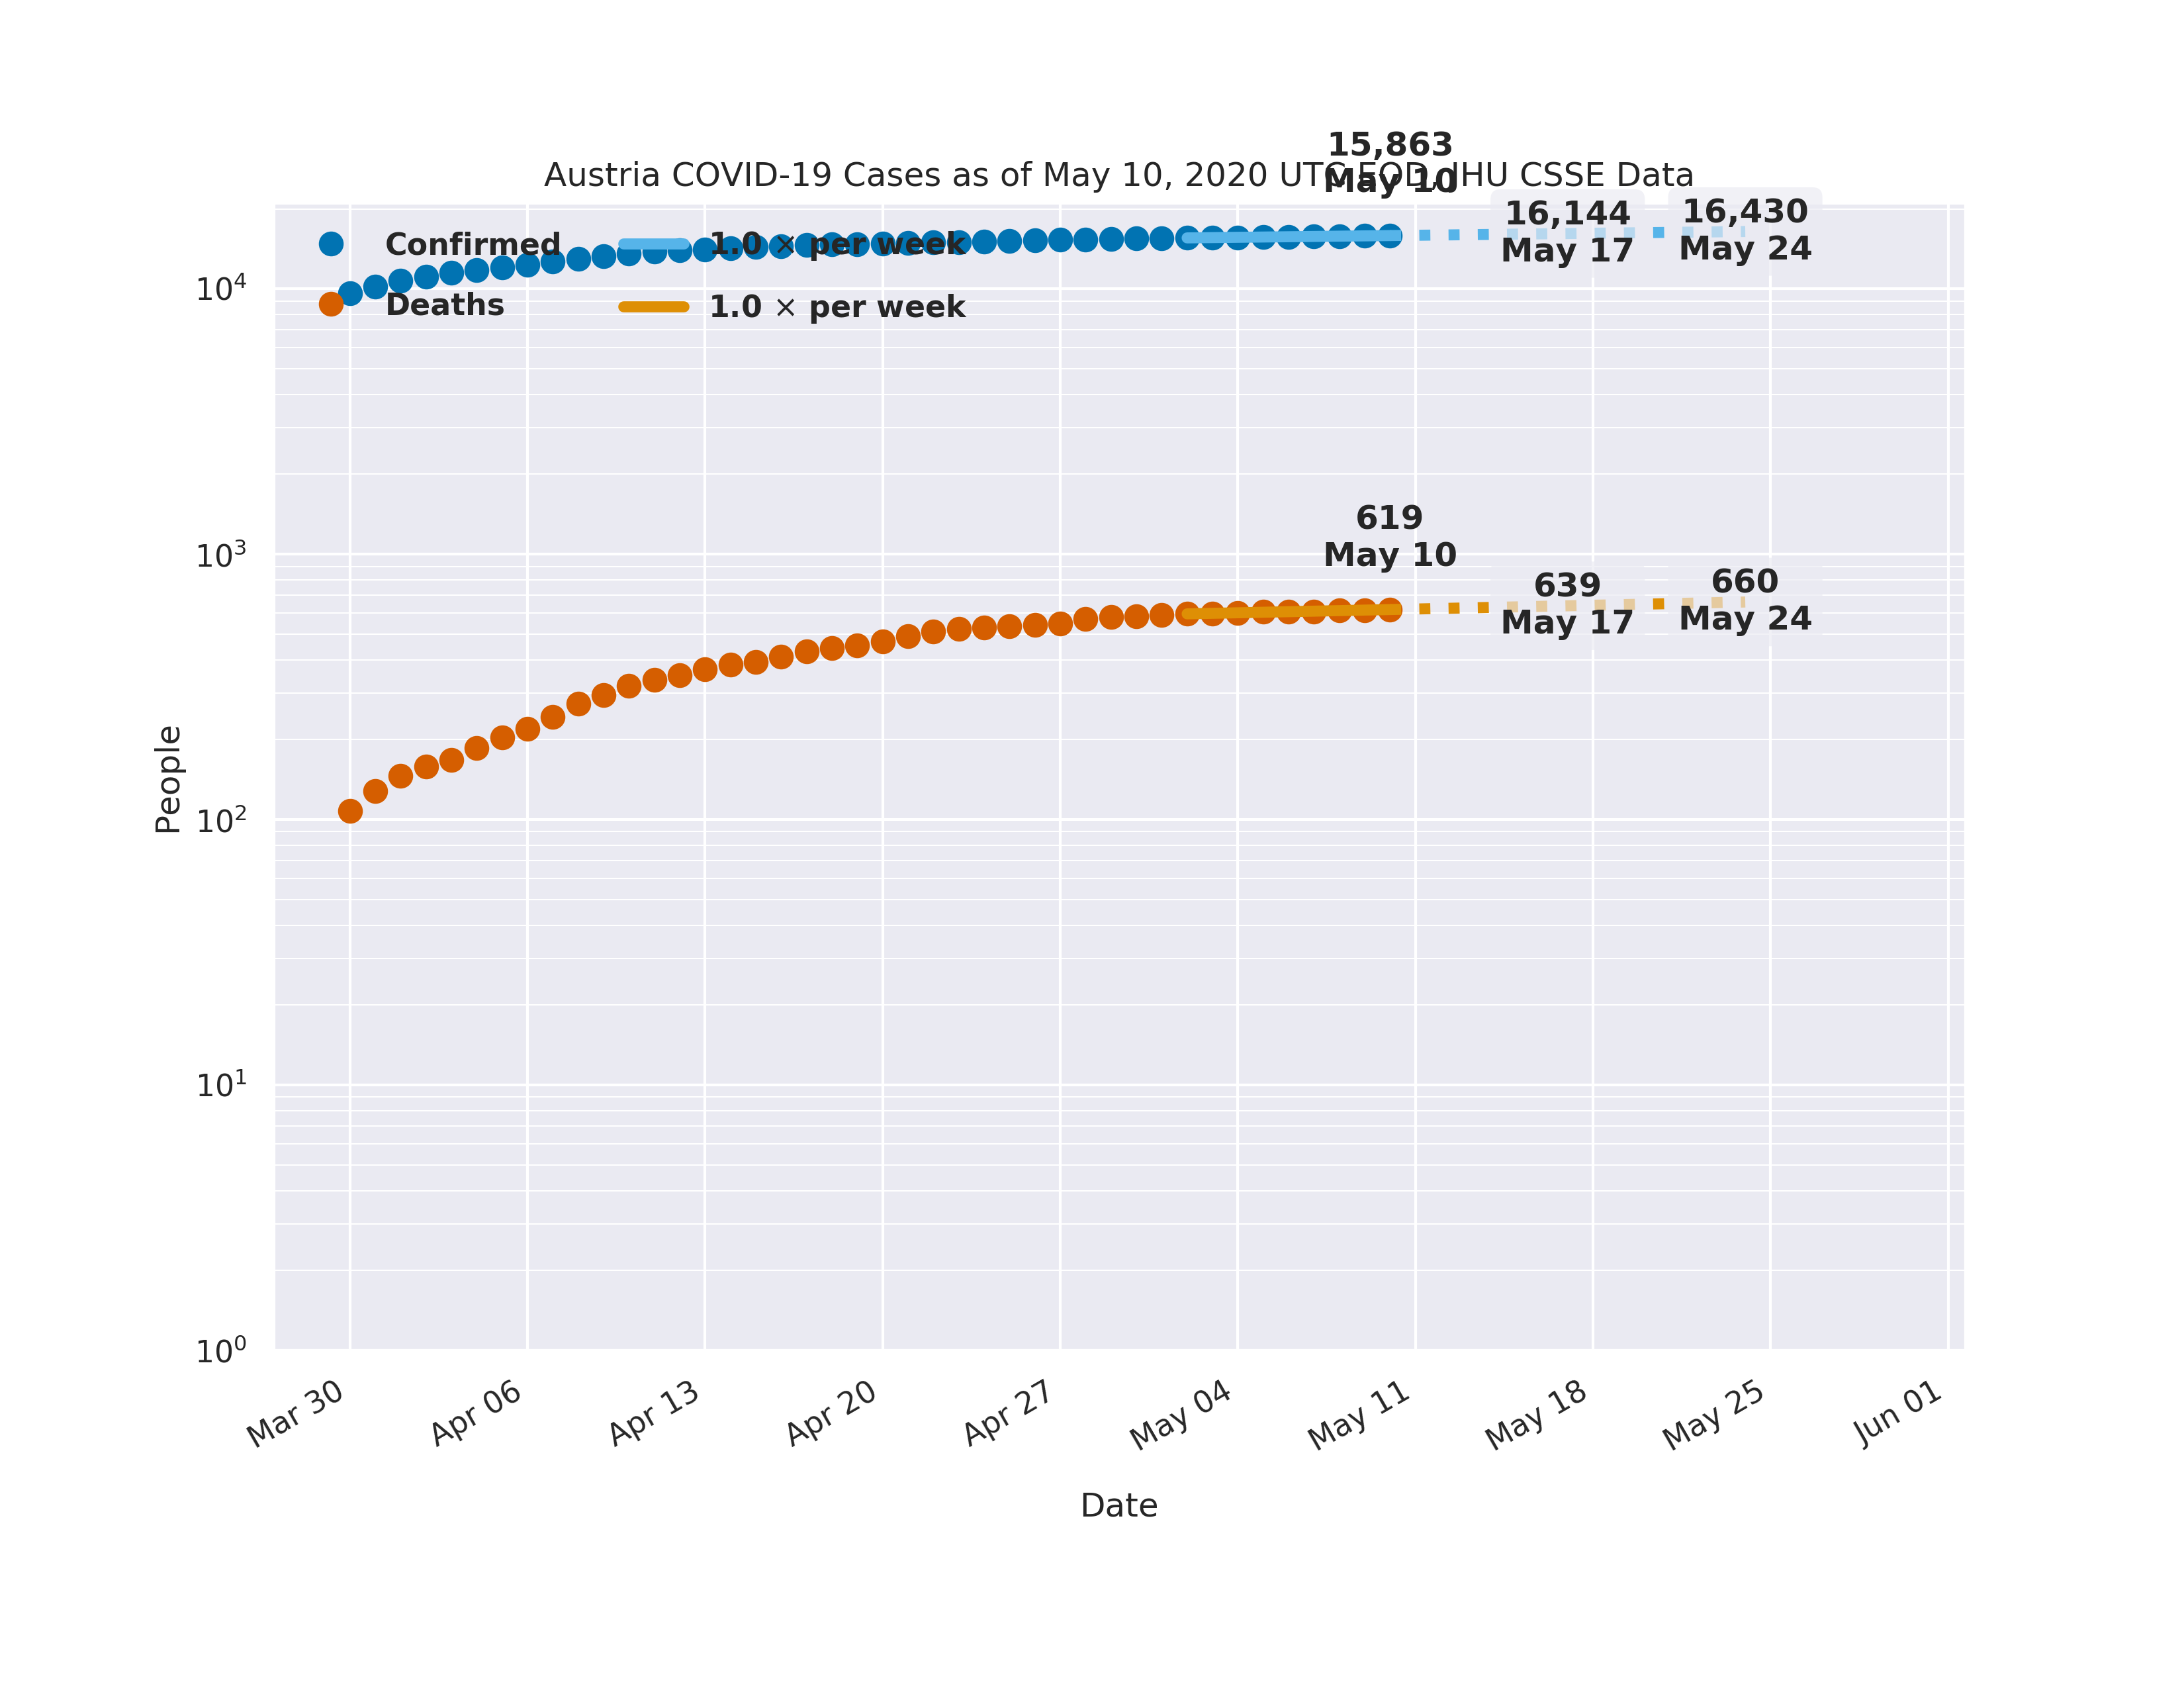 15,863
May 10
Austria COVID-19 Cases as of May 10, 2020 UTC EOD, JHU CSSE Data
16,144
May 17
16,430
May 24
Confirmed
1.0 × per week
Deaths
1.0 × per week
10⁴
10³
10²
10¹
10⁰
People
619
May 10
639
May 17
660
May 24
Mar 30
Apr 06
Apr 13
Apr 20
Apr 27
May 04
May 11
May 18
May 25
Jun 01
Date